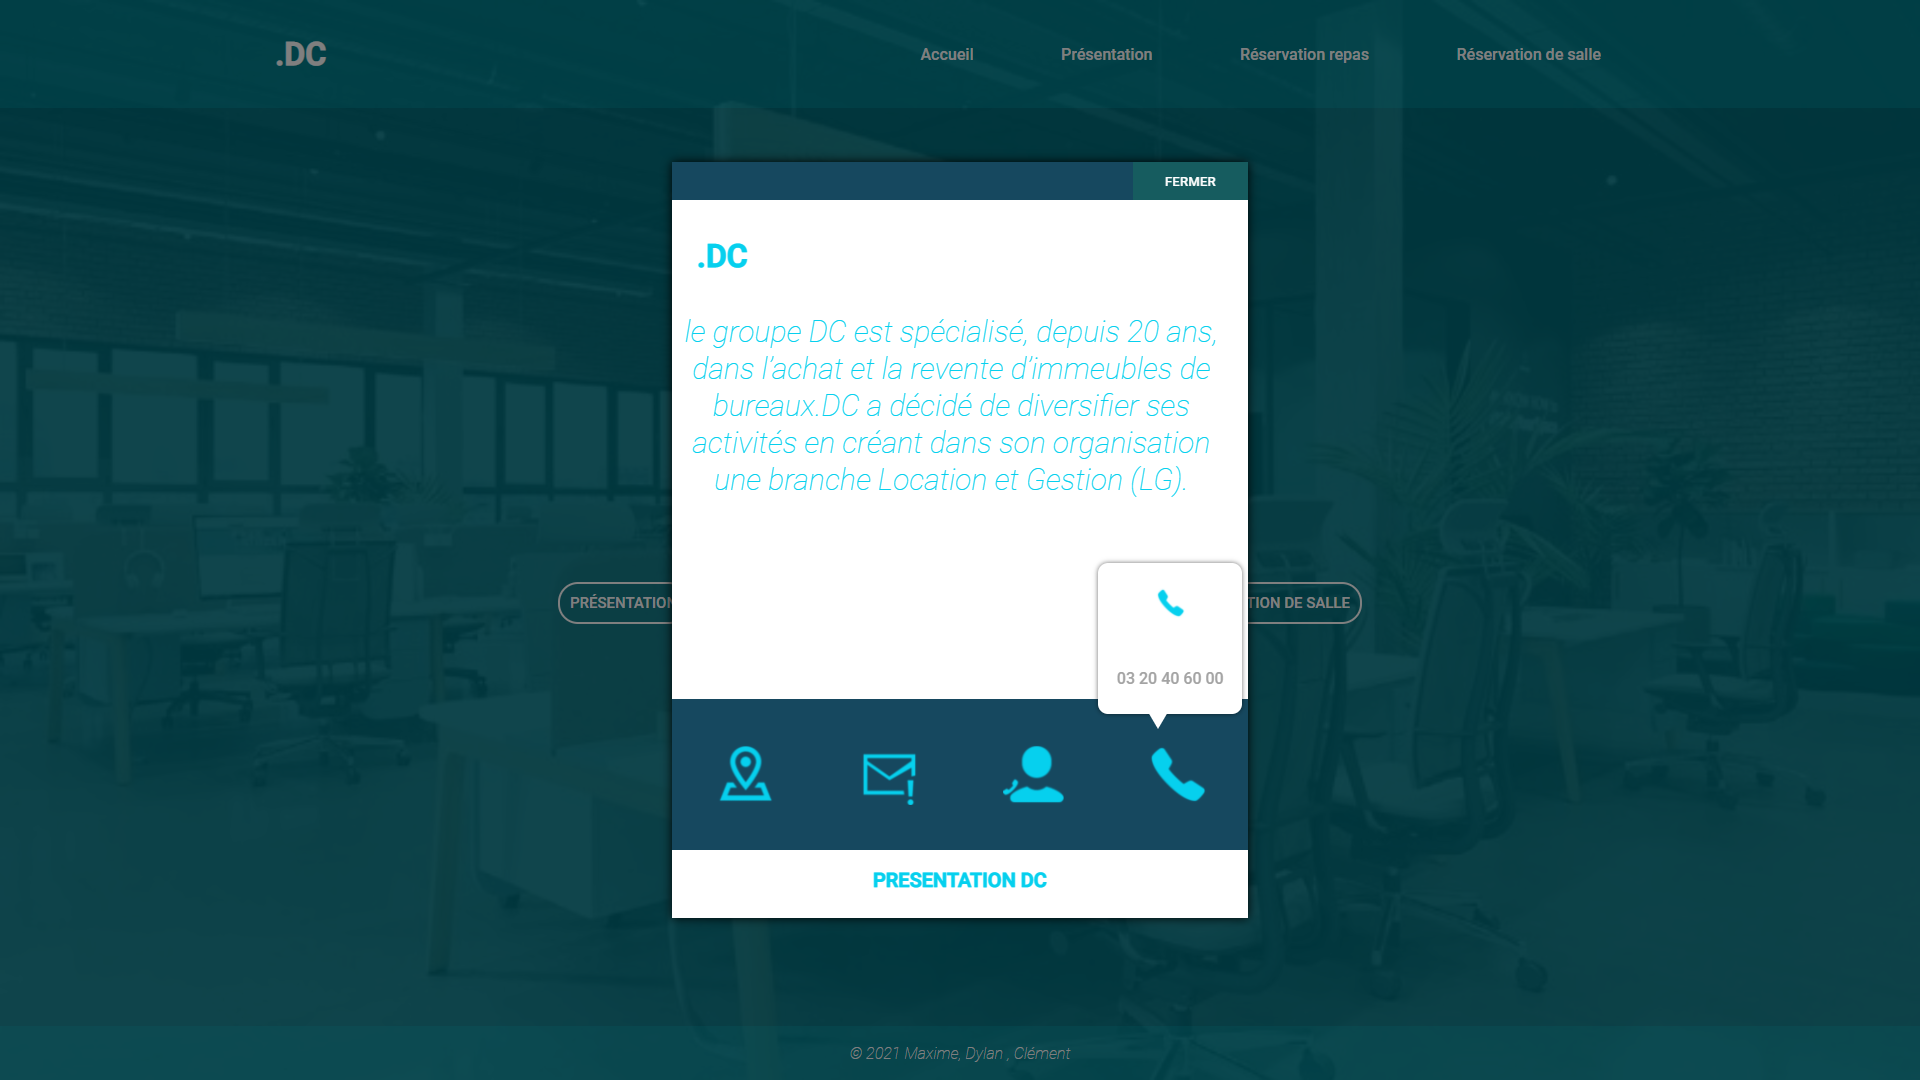 .DC
Accueil Présentation Réservation repas Réservation de salle
FERMER
.DC
le groupe DC est spécialisé, depuis 20 ans,
dans l’achat et la revente d’immeubles de
bureaux.DC a décidé de diversifier ses
activités en créant dans son organisation
une branche Location et Gestion (LG).
PRÉSENTATION
TION DE SALLE
03 20 40 60 00
PRESENTATION DC
© 2021 Maxime, Dylan , Clément